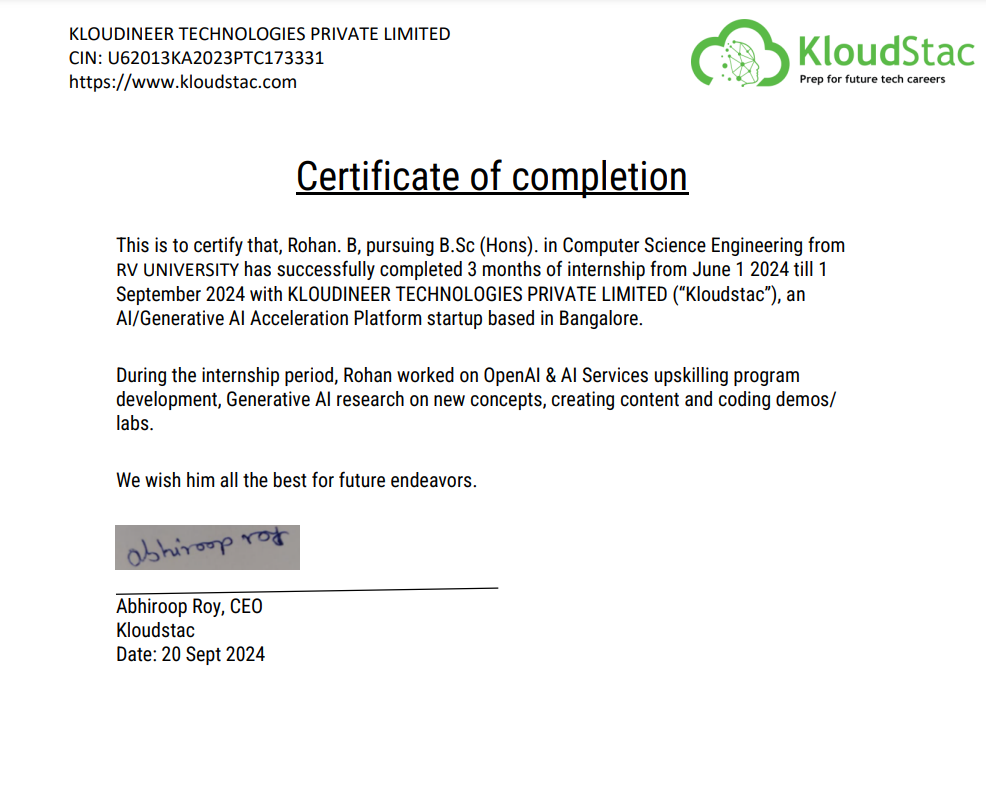 KLOUDINEER TECHNOLOGIES PRIVATE LIMITED
CIN: U62013KA2023PTC173331
https://www.kloudstac.com
KloudStac
Prep for future tech careers
Certificate of completion
This is to certify that, Rohan. B, pursuing B.Sc (Hons). in Computer Science Engineering from
RV UNIVERSITY has successfully completed 3 months of internship from June 1 2024 till 1
September 2024 with KLOUDINEER TECHNOLOGIES PRIVATE LIMITED (“Kloudstac”), an
AI/Generative AI Acceleration Platform startup based in Bangalore.
During the internship period, Rohan worked on OpenAI & AI Services upskilling program
development, Generative AI research on new concepts, creating content and coding demos/
labs.
We wish him all the best for future endeavors.
abhiroop roy
Abhiroop Roy, CEO
Kloudstac
Date: 20 Sept 2024